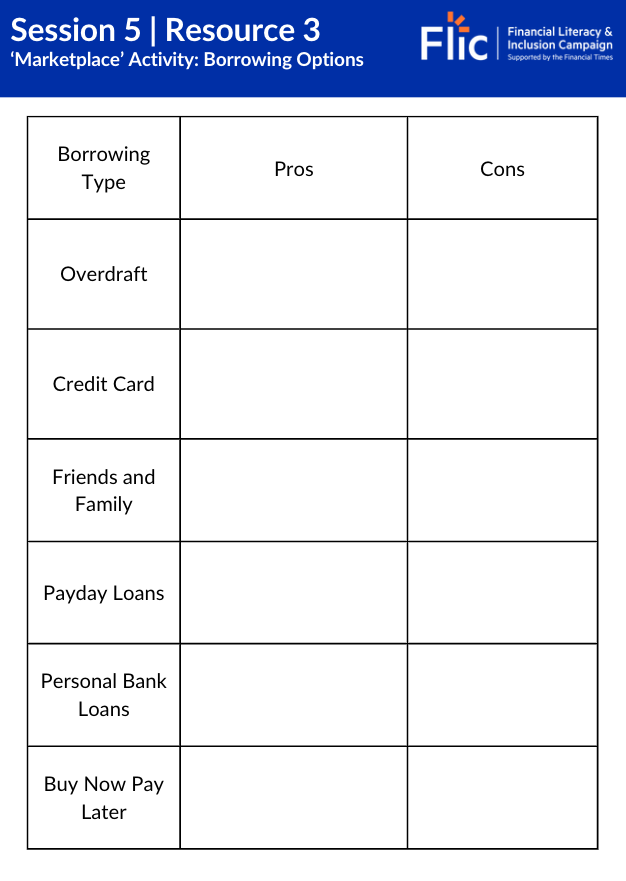 Session 5 | Resource 3
‘Marketplace’ Activity: Borrowing Options
Flic
Financial Literacy &
Inclusion Campaign
Supported by the Financial Times
Borrowing
Type
Pros
Cons
Overdraft
Credit Card
Friends and
Family
Payday Loans
Personal Bank
Loans
Buy Now Pay
Later